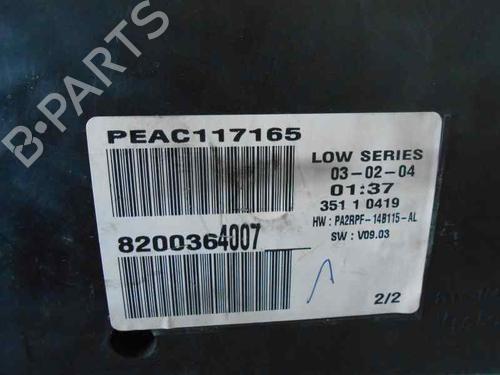 PEAC117165
LOW SERIES
03-02-04
01:37
351 1 0419
HW : PA2RPF-14B115-AL
SW : V09.03
8200364007
2/2
BPARTS